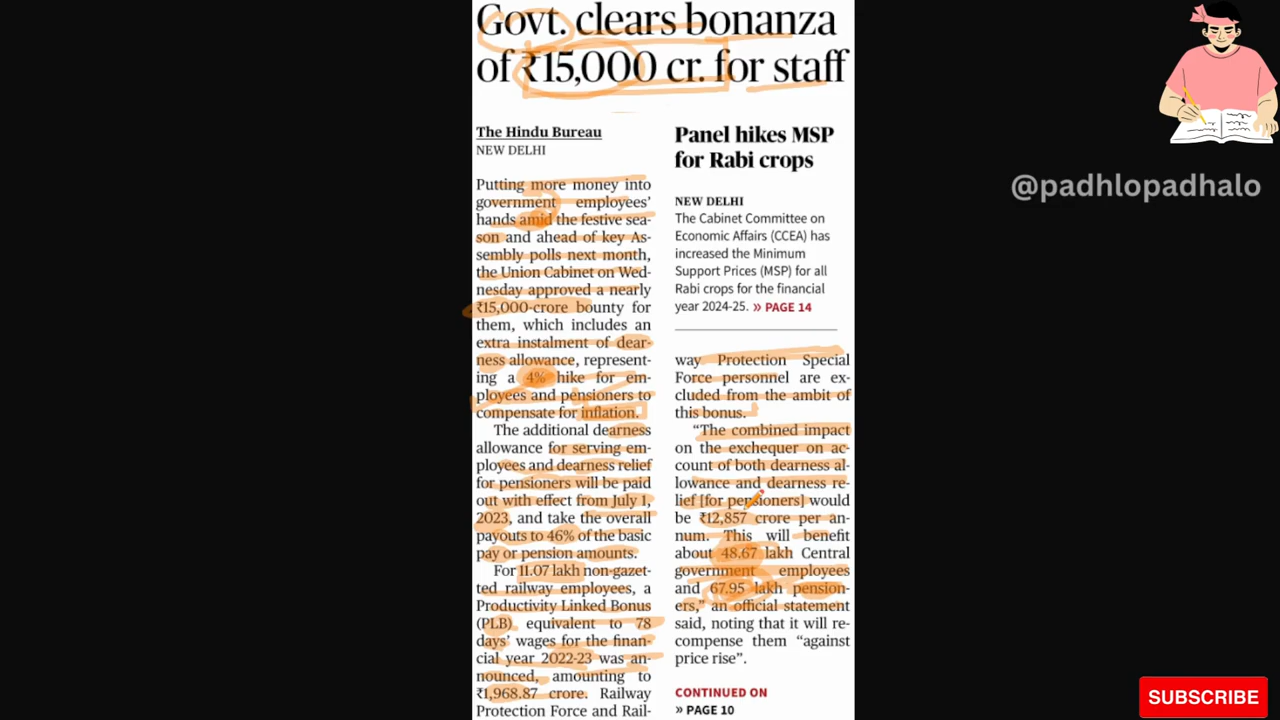 Govt. clears bonanza
of ₹15,000 cr. for staff
The Hindu Bureau
NEW DELHI
Putting more money into
government employees'
hands amid the festive sea-
son and ahead of key As-
sembly polls next month,
the Union Cabinet on Wed-
nesday approved a nearly
₹15,000-crore bounty for
them, which includes an
extra instalment of dear-
ness allowance, represent-
ing a 4% hike for em-
ployees and pensioners to
compensate for inflation.
The additional dearness
allowance for serving em-
ployees and dearness relief
for pensioners will be paid
out with effect from July 1,
2023, and take the overall
payouts to 46% of the basic
pay or pension amounts.
For 11.07 lakh non-gazet-
ted railway employees, a
Productivity Linked Bonus
(PLB) equivalent to 78
days' wages for the finan-
cial year 2022-23 was an-
nounced, amounting to
₹1,968.87 crore. Railway
Protection Force and Rail-
Panel hikes MSP
for Rabi crops
NEW DELHI
The Cabinet Committee on
Economic Affairs (CCEA) has
increased the Minimum
Support Prices (MSP) for all
Rabi crops for the financial
year 2024-25. » PAGE 14
way Protection Special
Force personnel are ex-
cluded from the ambit of
this bonus.
"The combined impact
on the exchequer on ac-
count of both dearness al-
lowance and dearness re-
lief [for pensioners] would
be ₹12,857 crore per an-
num. This will benefit
about 48.67 lakh Central
government employees
and 67.95 lakh pension-
ers," an official statement
said, noting that it will re-
compense them "against
price rise".
CONTINUED ON
» PAGE 10
@padhlopadhalo
SUBSCRIBE